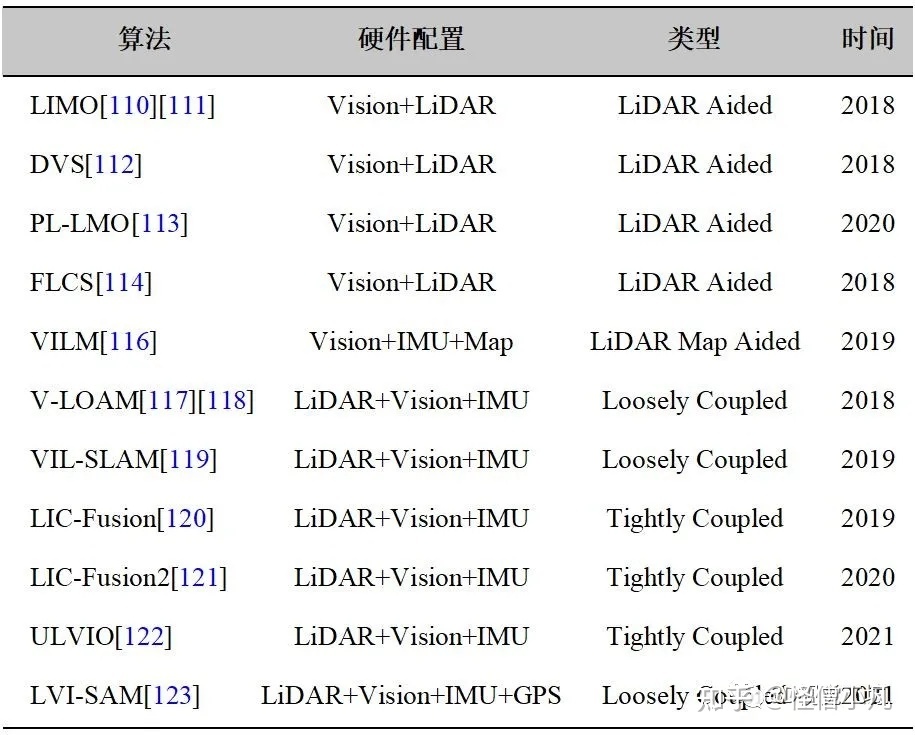 算法 硬件配置 类型 时间
LIMO[110][111] Vision+LiDAR LiDAR Aided 2018
DVS[112] Vision+LiDAR LiDAR Aided 2018
PL-LMO[113] Vision+LiDAR LiDAR Aided 2020
FLCS[114] Vision+LiDAR LiDAR Aided 2018
VILM[116] Vision+IMU+Map LiDAR Map Aided 2019
V-LOAM[117][118] LiDAR+Vision+IMU Loosely Coupled 2018
VIL-SLAM[119] LiDAR+Vision+IMU Loosely Coupled 2019
LIC-Fusion[120] LiDAR+Vision+IMU Tightly Coupled 2019
LIC-Fusion2[121] LiDAR+Vision+IMU Tightly Coupled 2020
ULVIO[122] LiDAR+Vision+IMU Tightly Coupled 2021
LVI-SAM[123] LiDAR+Vision+IMU+GPS Loosely Coupled 2021
知乎